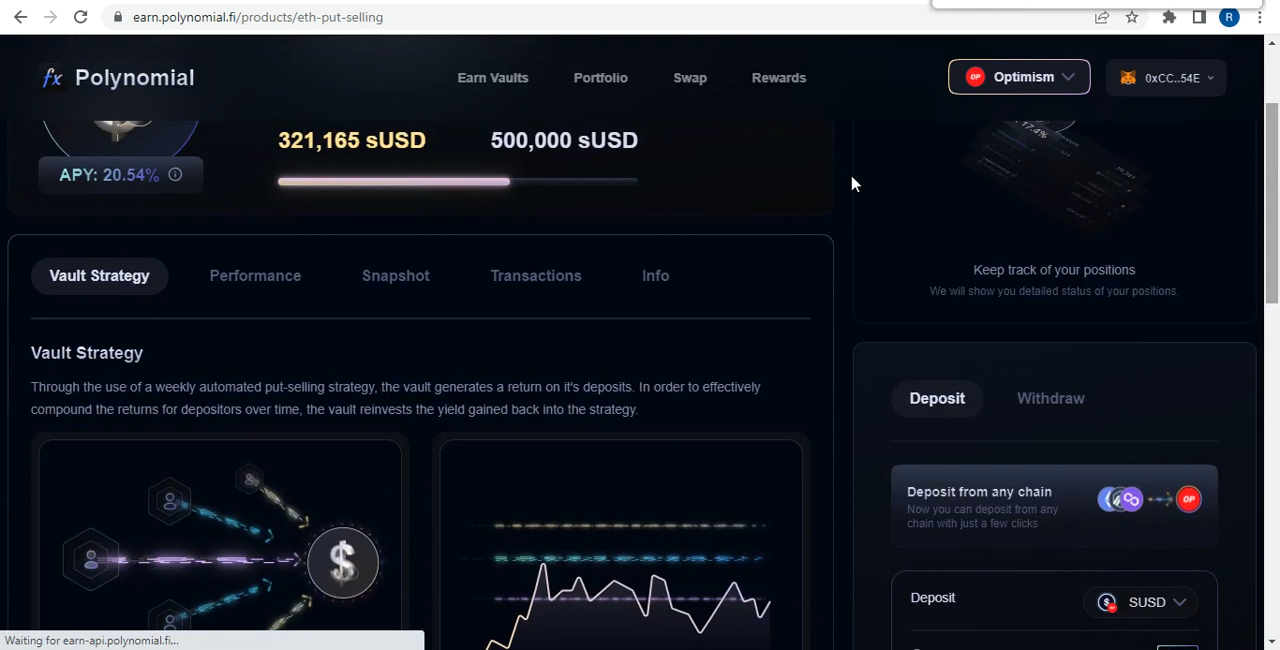 earn.polynomial.fi/products/eth-put-selling
R
fx Polynomial
Earn Vaults
Portfolio
Swap
Rewards
OP Optimism
0xCC..54E
321,165 sUSD
500,000 sUSD
APY: 20.54%
Keep track of your positions
We will show you detailed status of your positions.
Vault Strategy
Performance
Snapshot
Transactions
Info
Vault Strategy
Through the use of a weekly automated put-selling strategy, the vault generates a return on it's deposits. In order to effectively
compound the returns for depositors over time, the vault reinvests the yield gained back into the strategy.
$
Deposit
Withdraw
Deposit from any chain
Now you can deposit from any
chain with just a few clicks
OP
Deposit
$ SUSD
Waiting for earn-api.polynomial.fi...